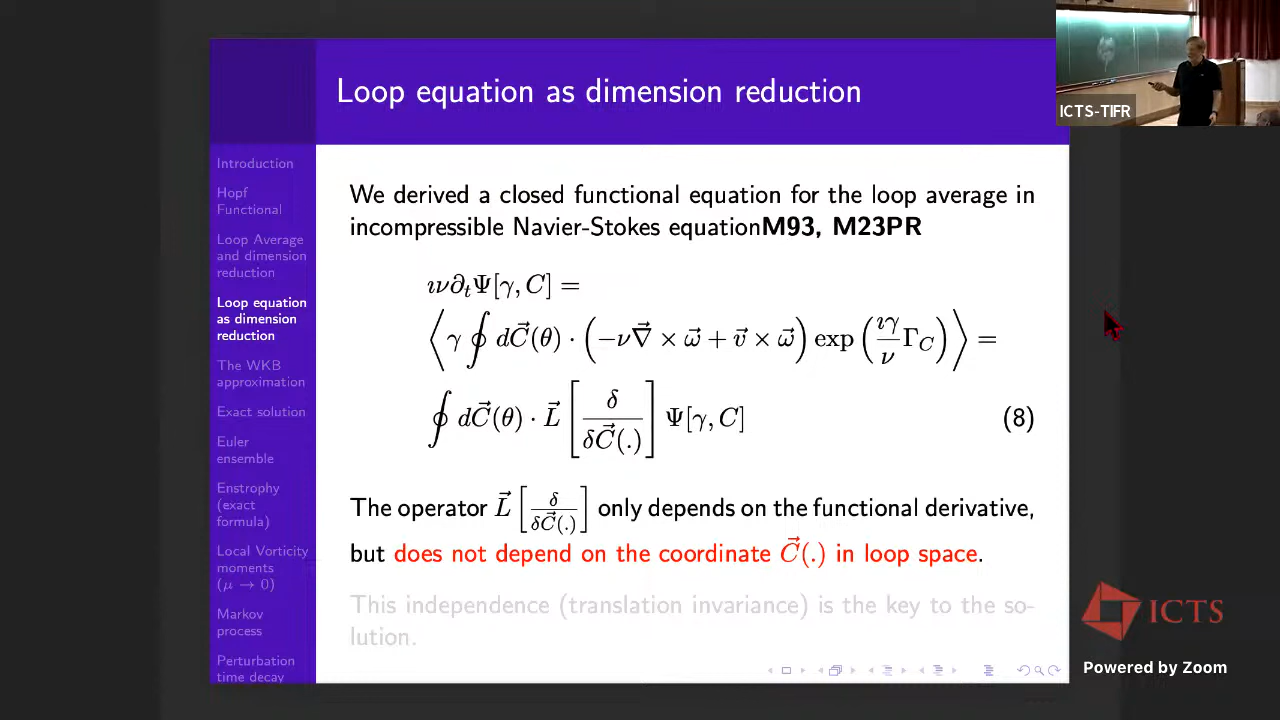 Loop equation as dimension reduction
ICTS-TIFR
Introduction
Hopf
Functional
Loop Average
and dimension
reduction
Loop equation
as dimension
reduction
The WKB
approximation
Exact solution
Euler
ensemble
Enstrophy
(exact
formula)
Local Vorticity
moments
(μ → 0)
Markov
process
Perturbation
time decay
We derived a closed functional equation for the loop average in
incompressible Navier-Stokes equationM93, M23PR
ıν∂ₜΨ[γ, C] =
⟨γ ∮ dC⃗(θ) · (−ν∇⃗ × ω⃗ + v⃗ × ω⃗) exp (ıγ/ν Γ_C)⟩ =
∮ dC⃗(θ) · L⃗ [δ/δC⃗(.)] Ψ[γ, C] (8)
The operator L⃗ [δ/δC⃗(.)] only depends on the functional derivative,
but does not depend on the coordinate C⃗(.) in loop space.
This independence (translation invariance) is the key to the so-
lution.
ICTS
Powered by Zoom